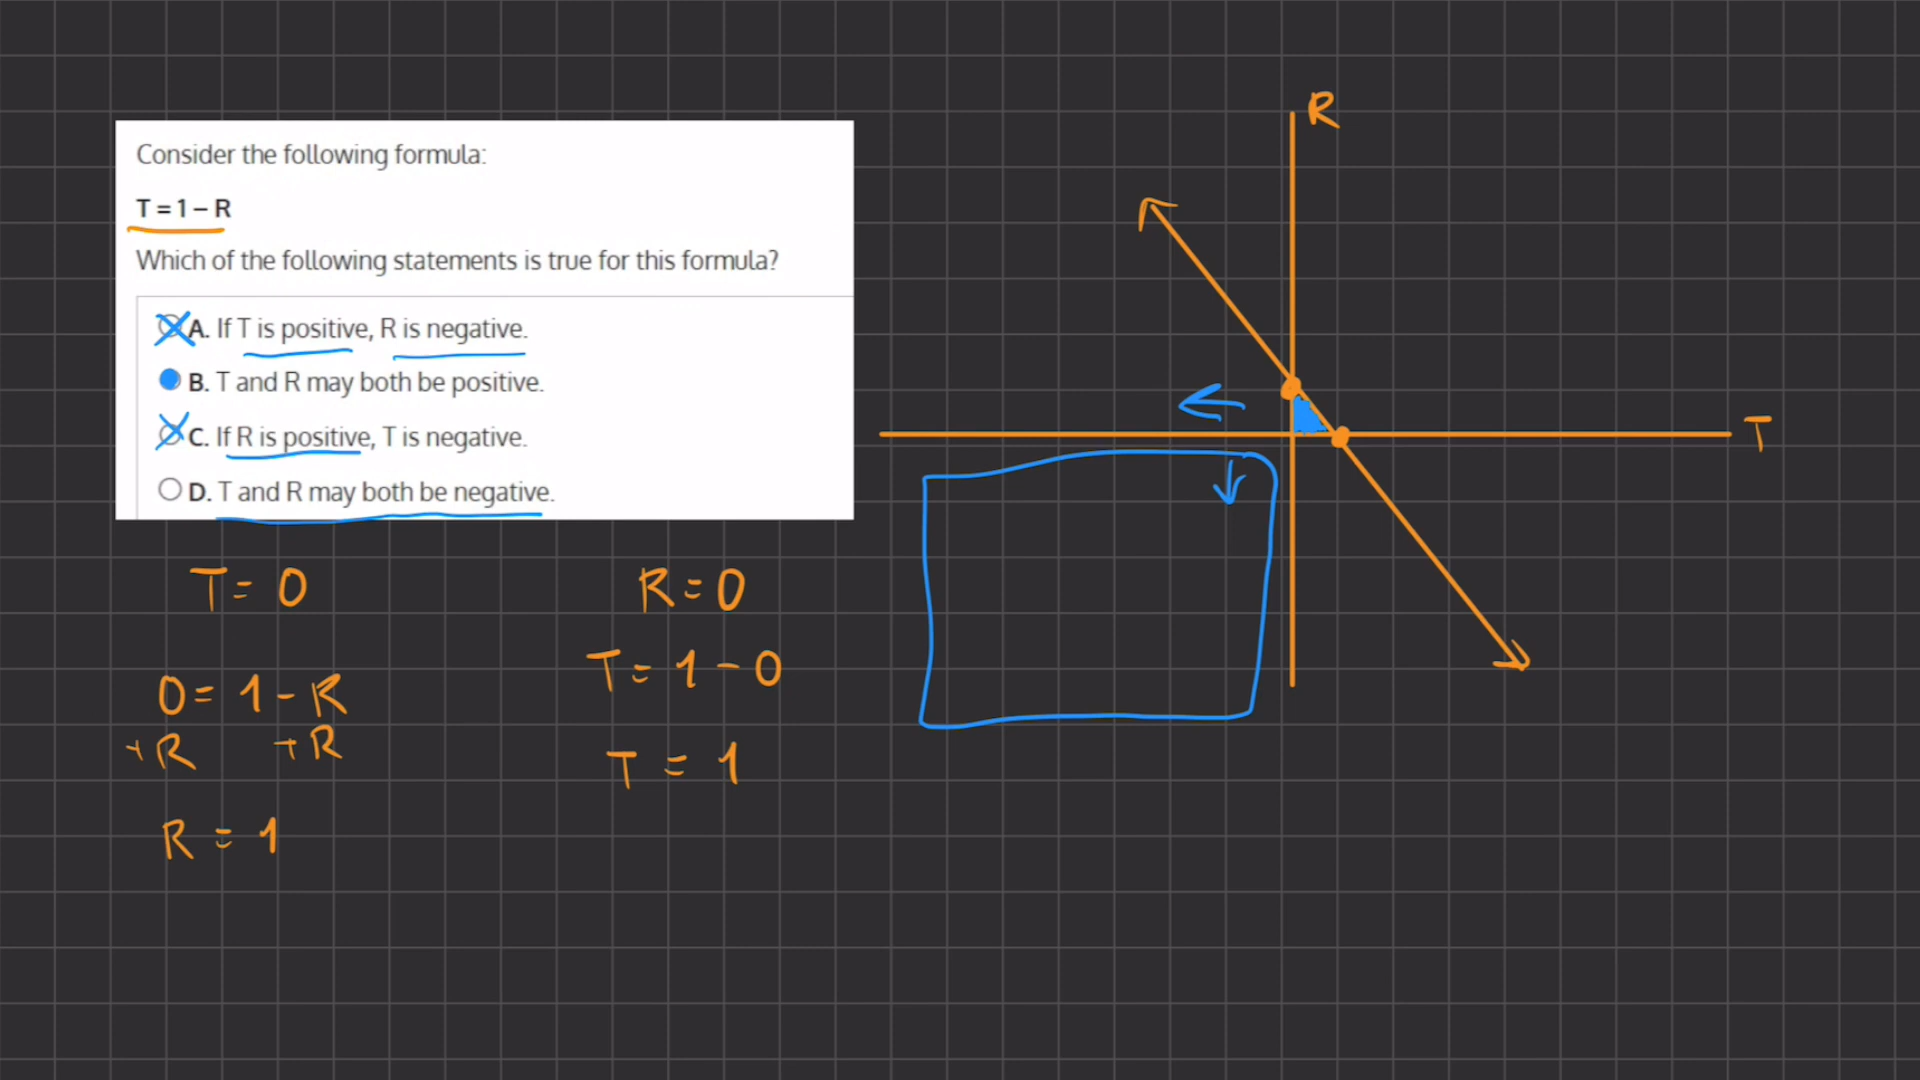 Consider the following formula:
T = 1 – R
Which of the following statements is true for this formula?
A. If T is positive, R is negative.
B. T and R may both be positive.
C. If R is positive, T is negative.
D. T and R may both be negative.
T = 0
0 = 1 - R
+R +R
R = 1
R = 0
T = 1 - 0
T = 1
R
T